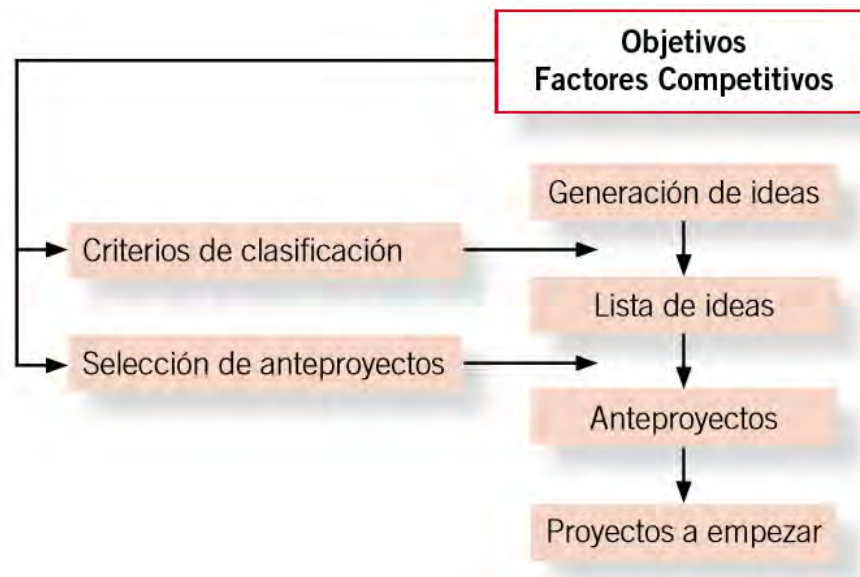 Objetivos
Factores Competitivos
Generación de ideas
Criterios de clasificación
Lista de ideas
Selección de anteproyectos
Anteproyectos
Proyectos a empezar